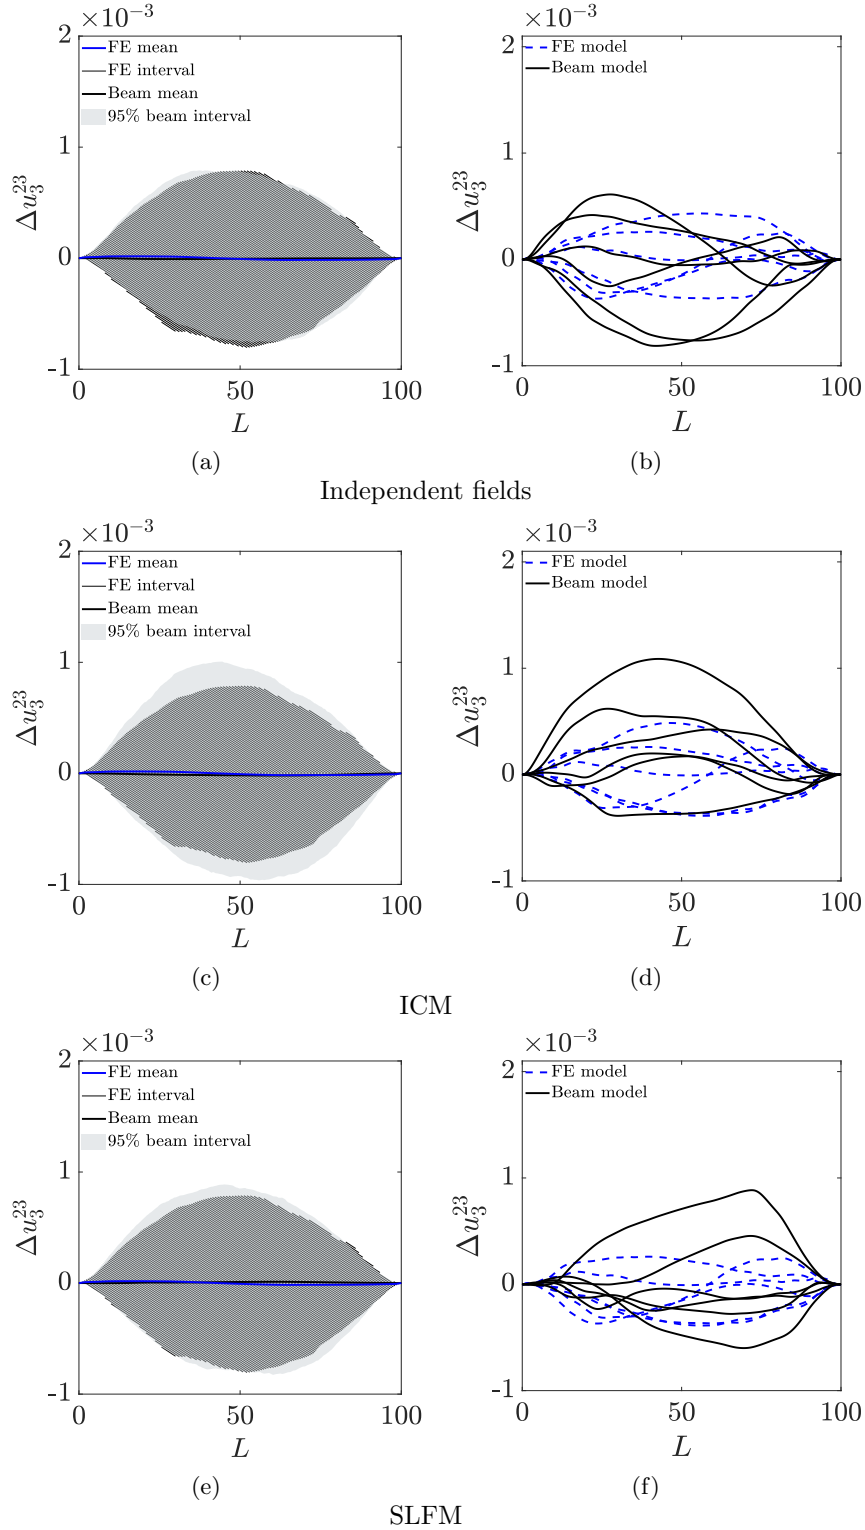 ×10⁻³
2
1
0
-1
Δu₃²³
FE mean
FE interval
Beam mean
95% beam interval
0 50 100
L
(a)
×10⁻³
2
1
0
-1
Δu₃²³
FE model
Beam model
0 50 100
L
(b)
Independent fields
×10⁻³
2
1
0
-1
Δu₃²³
FE mean
FE interval
Beam mean
95% beam interval
0 50 100
L
(c)
×10⁻³
2
1
0
-1
Δu₃²³
FE model
Beam model
0 50 100
L
(d)
ICM
×10⁻³
2
1
0
-1
Δu₃²³
FE mean
FE interval
Beam mean
95% beam interval
0 50 100
L
(e)
×10⁻³
2
1
0
-1
Δu₃²³
FE model
Beam model
0 50 100
L
(f)
SLFM